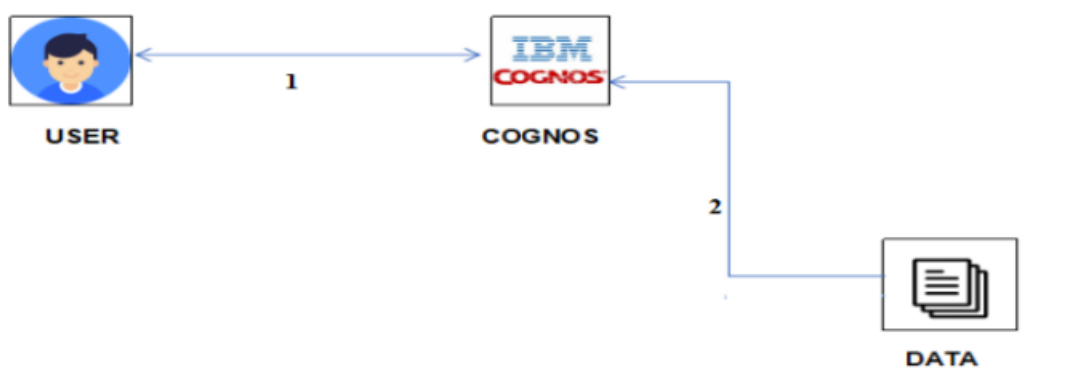 IBM
COGNOS
1
USER
COGNOS
2
DATA